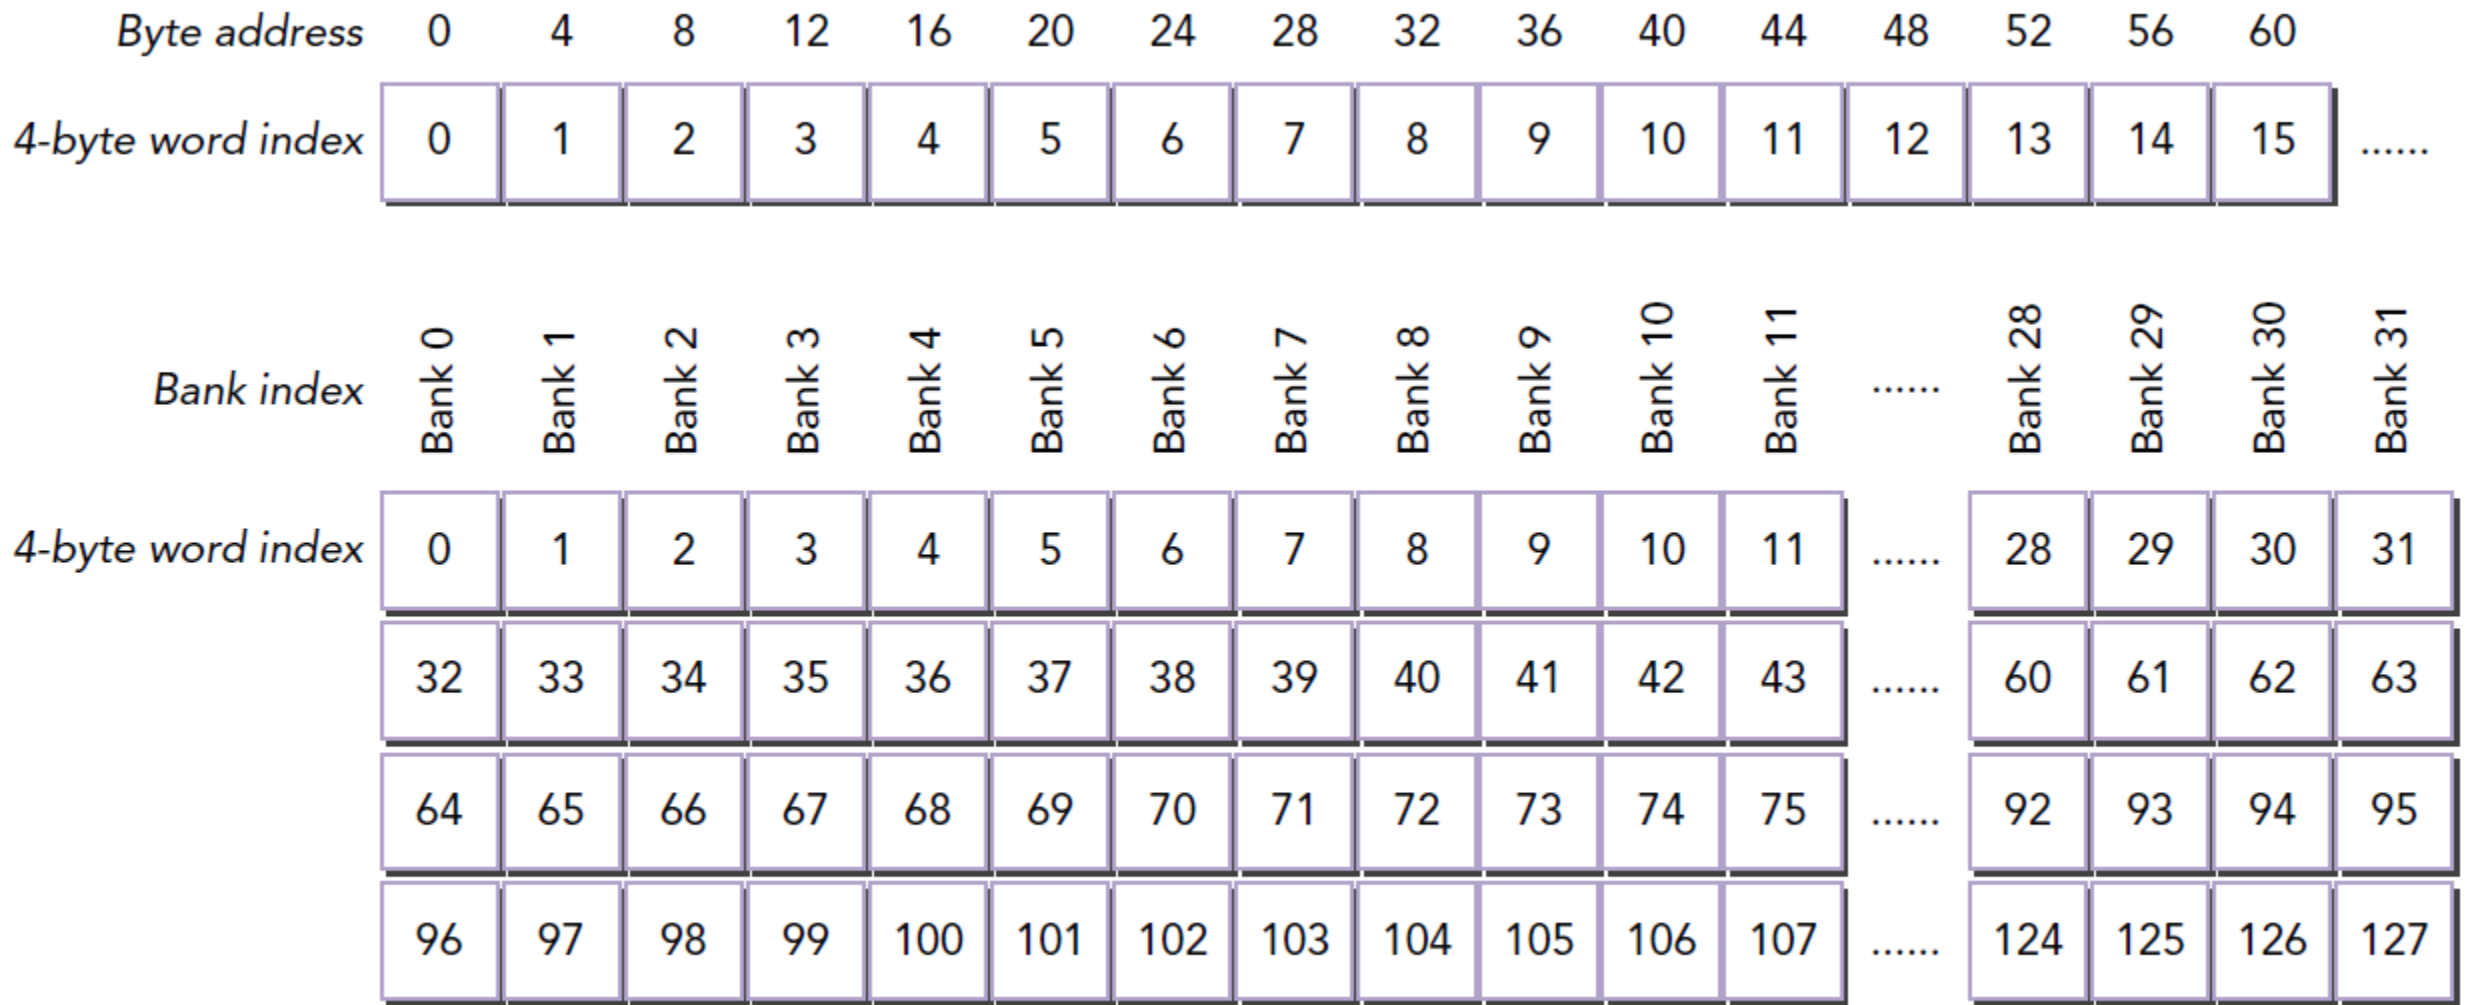 Byte address 0 4 8 12 16 20 24 28 32 36 40 44 48 52 56 60
4-byte word index 0 1 2 3 4 5 6 7 8 9 10 11 12 13 14 15 ......
Bank index Bank 0 Bank 1 Bank 2 Bank 3 Bank 4 Bank 5 Bank 6 Bank 7 Bank 8 Bank 9 Bank 10 Bank 11 ...... Bank 28 Bank 29 Bank 30 Bank 31
4-byte word index 0 1 2 3 4 5 6 7 8 9 10 11 ...... 28 29 30 31
32 33 34 35 36 37 38 39 40 41 42 43 ...... 60 61 62 63
64 65 66 67 68 69 70 71 72 73 74 75 ...... 92 93 94 95
96 97 98 99 100 101 102 103 104 105 106 107 ...... 124 125 126 127